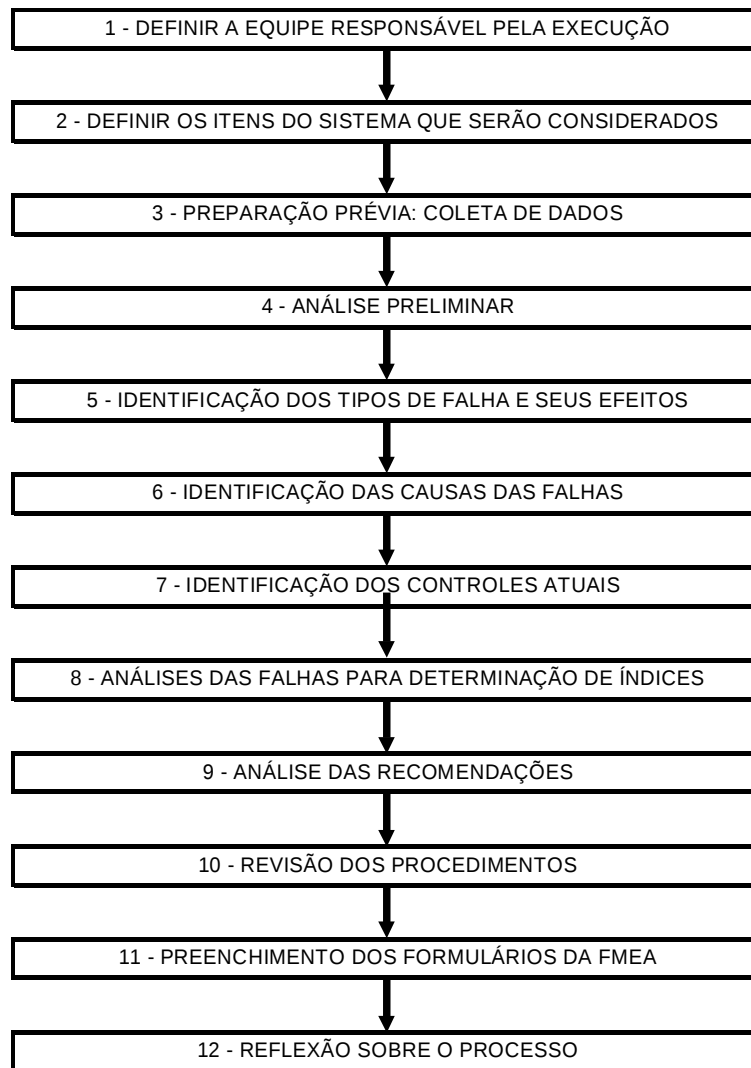 1 - DEFINIR A EQUIPE RESPONSÁVEL PELA EXECUÇÃO
2 - DEFINIR OS ITENS DO SISTEMA QUE SERÃO CONSIDERADOS
3 - PREPARAÇÃO PRÉVIA: COLETA DE DADOS
4 - ANÁLISE PRELIMINAR
5 - IDENTIFICAÇÃO DOS TIPOS DE FALHA E SEUS EFEITOS
6 - IDENTIFICAÇÃO DAS CAUSAS DAS FALHAS
7 - IDENTIFICAÇÃO DOS CONTROLES ATUAIS
8 - ANÁLISES DAS FALHAS PARA DETERMINAÇÃO DE ÍNDICES
9 - ANÁLISE DAS RECOMENDAÇÕES
10 - REVISÃO DOS PROCEDIMENTOS
11 - PREENCHIMENTO DOS FORMULÁRIOS DA FMEA
12 - REFLEXÃO SOBRE O PROCESSO